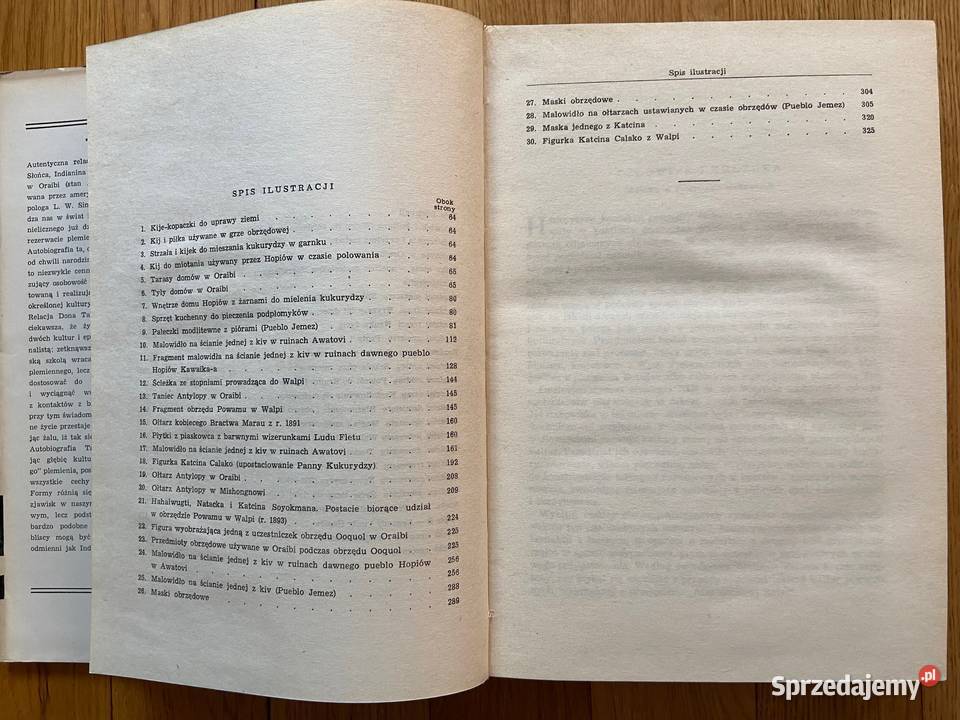 Autentyczna rela
Słońca, Indianina
w Oraibi (stan
wana przez amery
pologa L. W. Sin
dza nas w świat
nielicznego już dz
rezerwacie plemie
Autobiografia ta, o
od chwili narodzi
to niezwykle cenn
zujący osobowość
towaną i realizuj
określonej kultury
Relacja Dona Ta
ciekawsza, że ży
dwóch kultur i ep
nalistą: zetknąwsz
ską szkołą wraca
plemiennego, lecz
dostosować do
i wyciągnąć w
z kontaktów z b
przy tym świadom
ne życie przestaje
jąc żalu, iż tak się
Autobiografia Ta
jąc głębię kultu
go" plemienia, pos
wszystkie cechy
Formy różnią się
zjawisk w naszyn
wym, lecz podst
bardzo podobne
bliscy mogą być
odmienni jak Ind
SPIS ILUSTRACJI
Obok
strony
1. Kije-kopaczki do uprawy ziemi 64
2. Kij i piłka używane w grze obrzędowej 64
3. Strzała i kijek do mieszania kukurydzy w garnku 64
4. Kij do miotania używany przez Hopiów w czasie polowania 64
5. Tarasy domów w Oraibi 65
6. Tyły domów w Oraibi 65
7. Wnętrze domu Hopiów z żarnami do mielenia kukurydzy 80
8. Sprzęt kuchenny do pieczenia podpłomyków 80
9. Pałeczki modlitewne z piórami (Pueblo Jemez) 81
10. Malowidło na ścianie jednej z kiv w ruinach Awatovi 112
11. Fragment malowidła na ścianie jednej z kiv w ruinach dawnego pueblo
Hopiów Kawaika-a 128
12. Ścieżka ze stopniami prowadząca do Walpi 144
13. Taniec Antylopy w Oraibi 145
14. Fragment obrzędu Powamu w Walpi 145
15. Ołtarz kobiecego Bractwa Marau z r. 1891 160
16. Płytki z piaskowca z barwnymi wizerunkami Ludu Fletu 160
17. Malowidło na ścianie jednej z kiv w ruinach Awatovi 161
18. Figurka Katcina Calako (upostaciowanie Panny Kukurydzy) 192
19. Ołtarz Antylopy w Oraibi 208
20. Ołtarz Antylopy w Mishongnowi 209
21. Hahaiwugti, Natacka i Katcina Soyokmana. Postacie biorące udział
w obrzędzie Powamu w Walpi (r. 1893) 224
22. Figura wyobrażająca jedną z uczestniczek obrzędu Ooquol w Oraibi 225
23. Przedmioty obrzędowe używane w Oraibi podczas obrzędu Ooquol 225
24. Malowidło na ścianie jednej z kiv w ruinach dawnego pueblo Hopiów 256
w Awatovi 256
25. Malowidło na ścianie jednej z kiv (Pueblo Jemez) 288
26. Maski obrzędowe 289
Spis ilustracji
27. Maski obrzędowe 304
28. Malowidło na ołtarzach ustawianych w czasie obrzędów (Pueblo Jemez) 305
29. Maska jednego z Katcina 320
30. Figurka Katcina Calako z Walpi 325
Sprzedajemy.pl